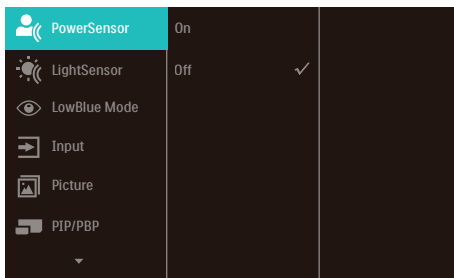 PowerSensor On
LightSensor Off
LowBlue Mode
Input
Picture
PIP/PBP